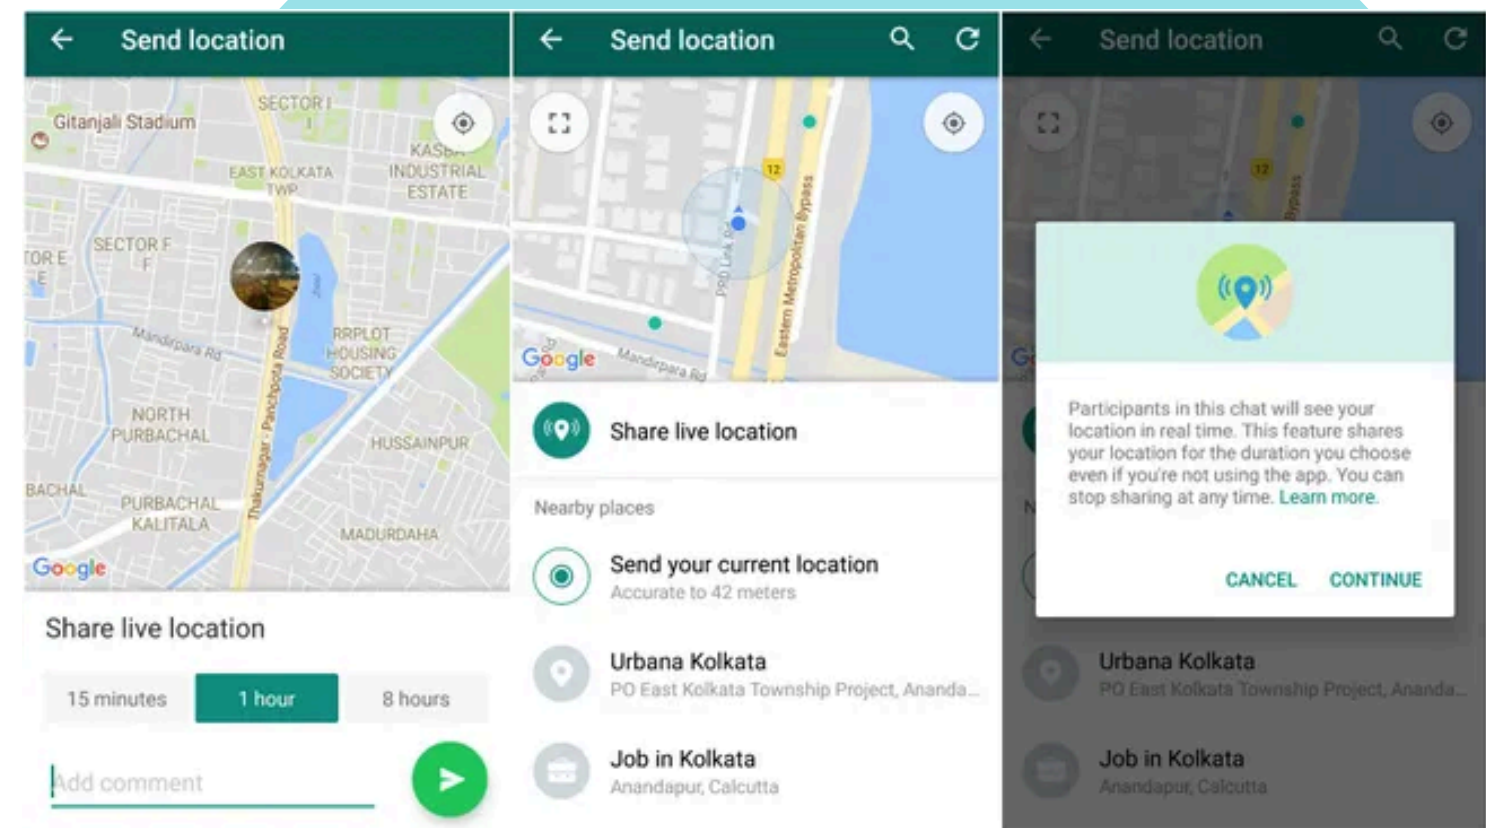 Send location
SECTOR I
I
Gitanjali Stadium
KASBA
INDUSTRIAL
ESTATE
EAST KOLKATA
TWP
SECTOR F
F
TOR E
E
Mandirpara Rd
RRPLOT
HOUSING
SOCIETY
NORTH
PURBACHAL
Thakurnagar - Panchpota Road
HUSSAINPUR
BACHAL
PURBACHAL
KALITALA
MADURDAHA
Google
Share live location
15 minutes
1 hour
8 hours
Add comment
Send location
12
PRD Link Rd
Eastern Metropolitan Bypass
Mandirpara Rd
Google
Share live location
Nearby places
Send your current location
Accurate to 42 meters
Urbana Kolkata
PO East Kolkata Township Project, Ananda...
Job in Kolkata
Anandapur, Calcutta
Send location
12
Bypass
Participants in this chat will see your
location in real time. This feature shares
your location for the duration you choose
even if you're not using the app. You can
stop sharing at any time. Learn more.
CANCEL CONTINUE
Urbana Kolkata
PO East Kolkata Township Project, Ananda...
Job in Kolkata
Anandapur, Calcutta